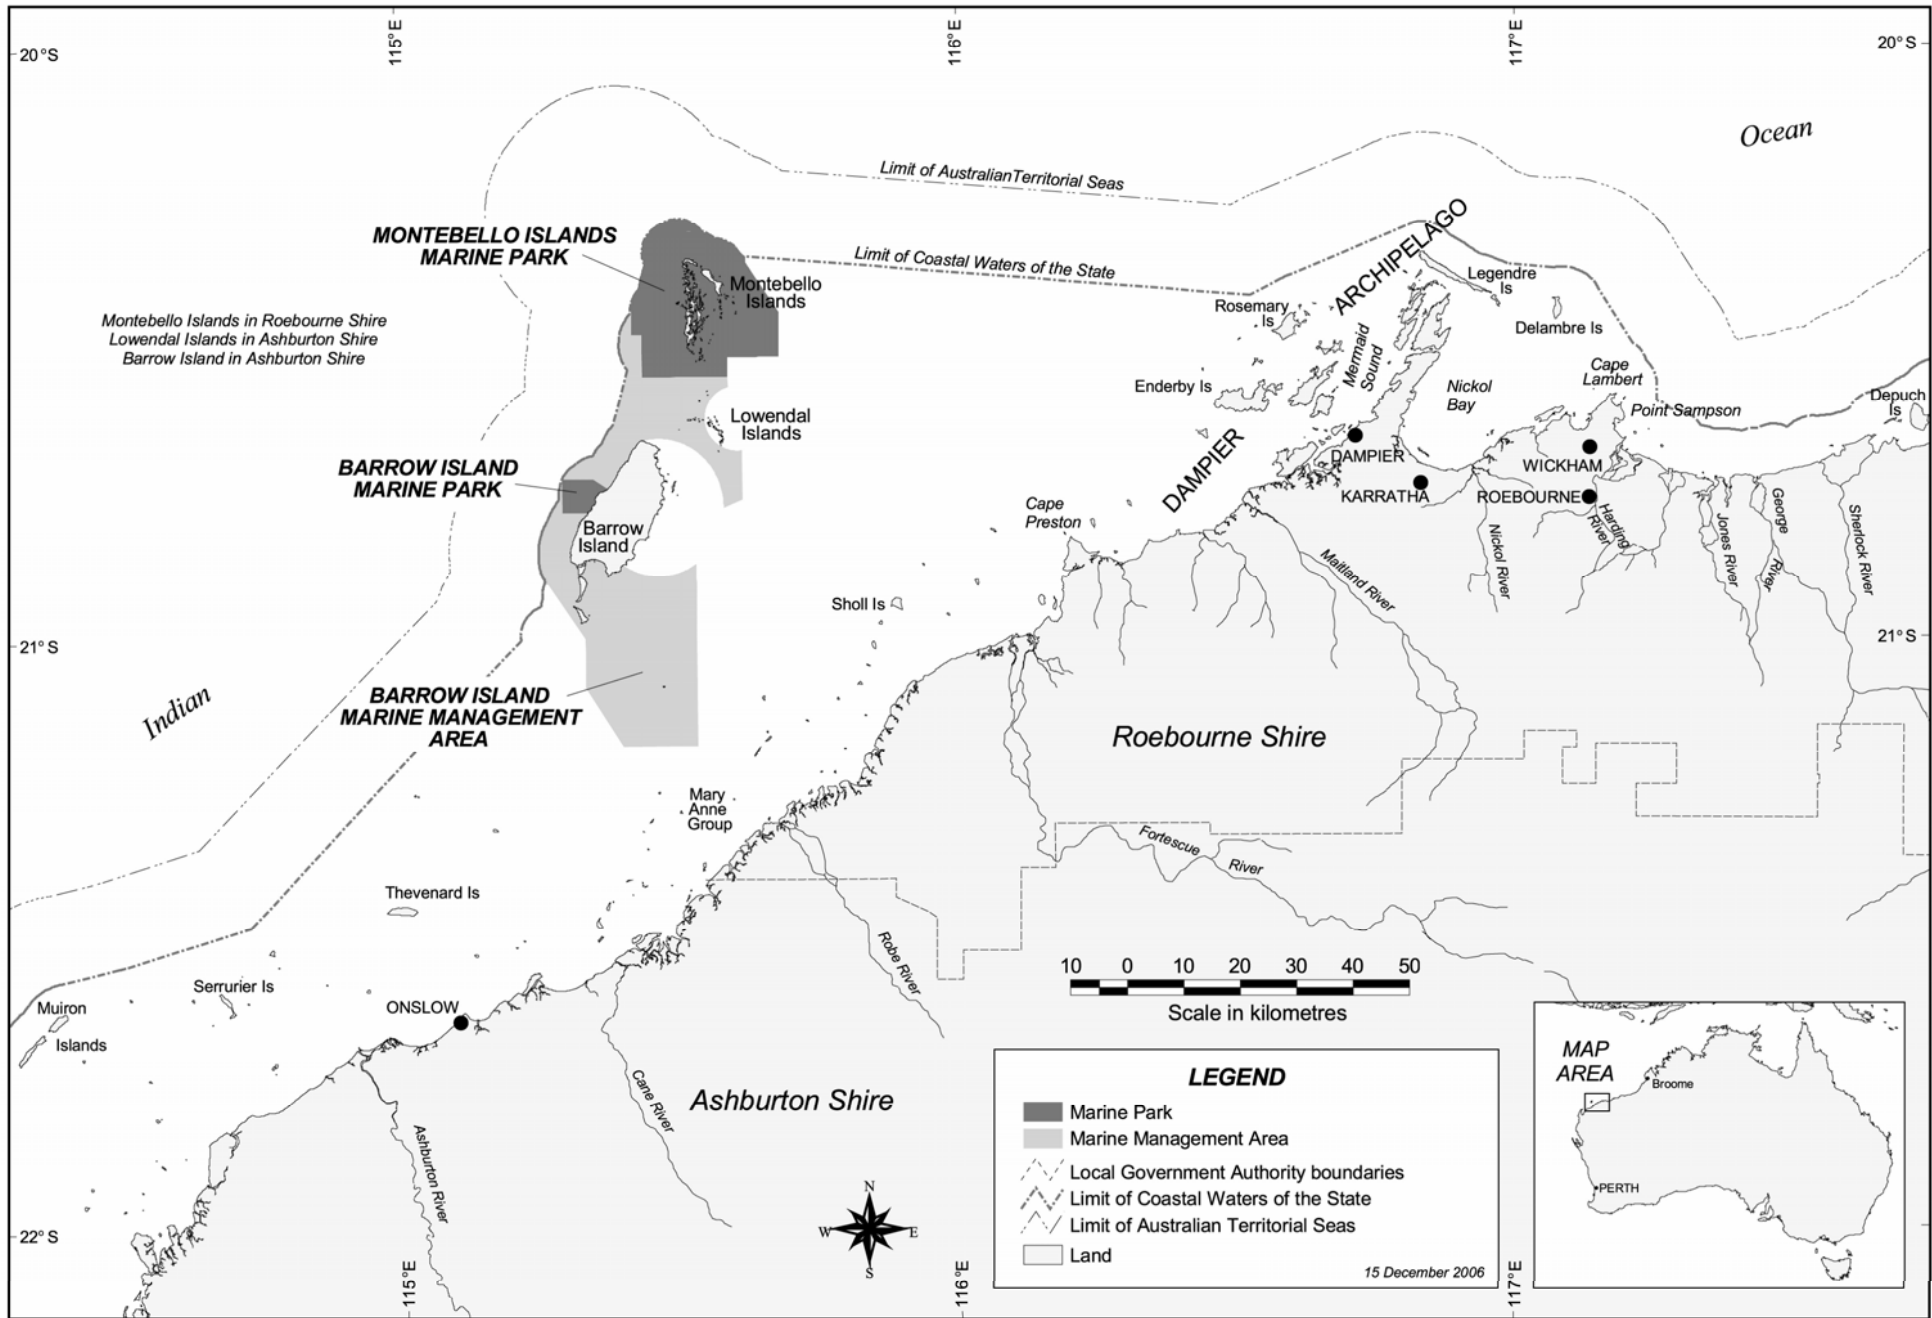 115°E
116°E
117°E
20°S
20°S
Ocean
Limit of Australian Territorial Seas
MONTEBELLO ISLANDS
MARINE PARK
Limit of Coastal Waters of the State
ARCHIPELAGO
Legendre
Is
Montebello
Islands
Rosemary
Is
Delambre Is
Montebello Islands in Roebourne Shire
Lowendal Islands in Ashburton Shire
Barrow Island in Ashburton Shire
Mermaid
Sound
Cape
Lambert
Enderby Is
Nickol
Bay
Point Sampson
Depuch
Is
Lowendal
Islands
DAMPIER
DAMPIER
WICKHAM
BARROW ISLAND
MARINE PARK
KARRATHA
ROEBOURNE
Cape
Preston
Barrow
Island
Harding
River
Nickol River
Jones River
George
River
Sherlock River
Maitland River
Sholl Is
21°S
21°S
Indian
BARROW ISLAND
MARINE MANAGEMENT
AREA
Roebourne Shire
Mary
Anne
Group
Fortescue
River
Thevenard Is
Robe River
Serrurier Is
ONSLOW
Muiron
Islands
10 0 10 20 30 40 50
Scale in kilometres
Cane River
Ashburton Shire
Ashburton River
LEGEND
Marine Park
Marine Management Area
Local Government Authority boundaries
Limit of Coastal Waters of the State
Limit of Australian Territorial Seas
Land
15 December 2006
MAP
AREA
Broome
PERTH
N
W
E
S
22°S
115°E
116°E
117°E